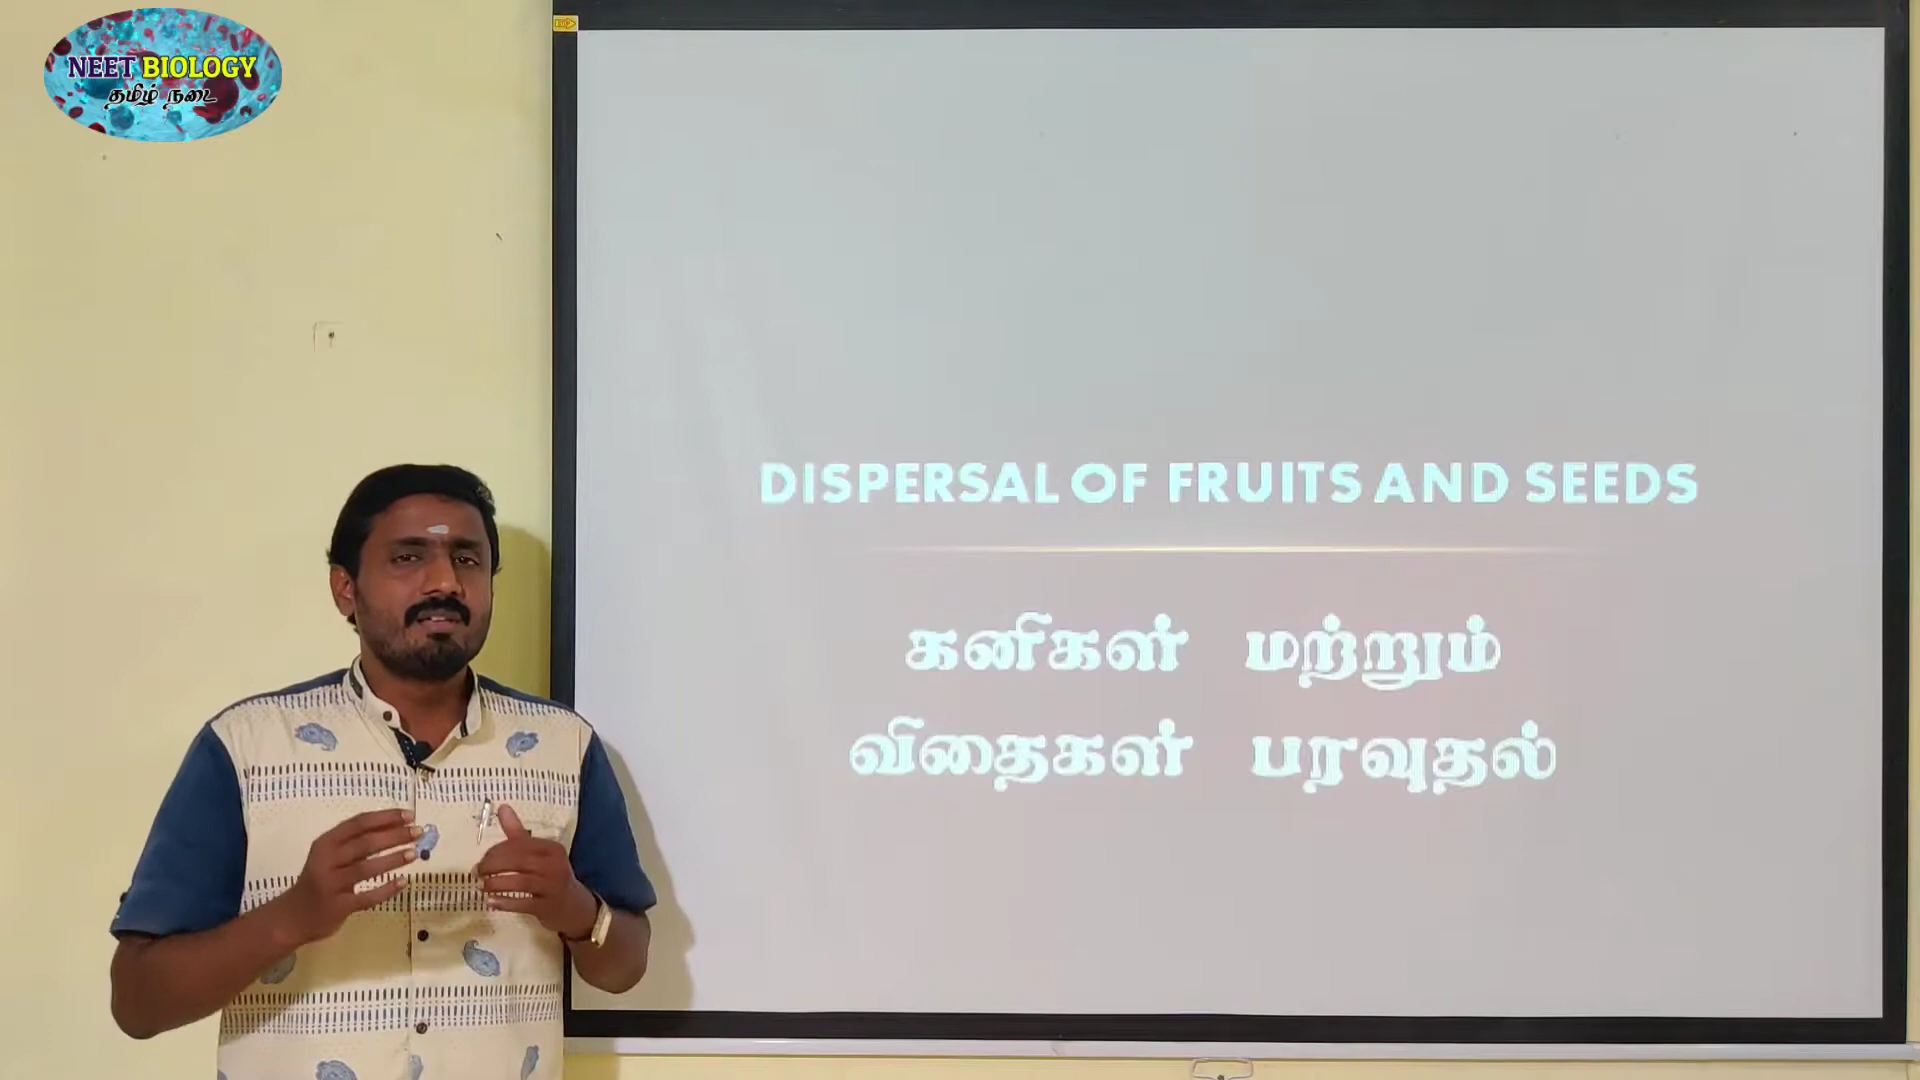 NEET BIOLOGY
தமிழ் நடை
DISPERSAL OF FRUITS AND SEEDS
கனிகள் மற்றும்
விதைகள் பரவுதல்